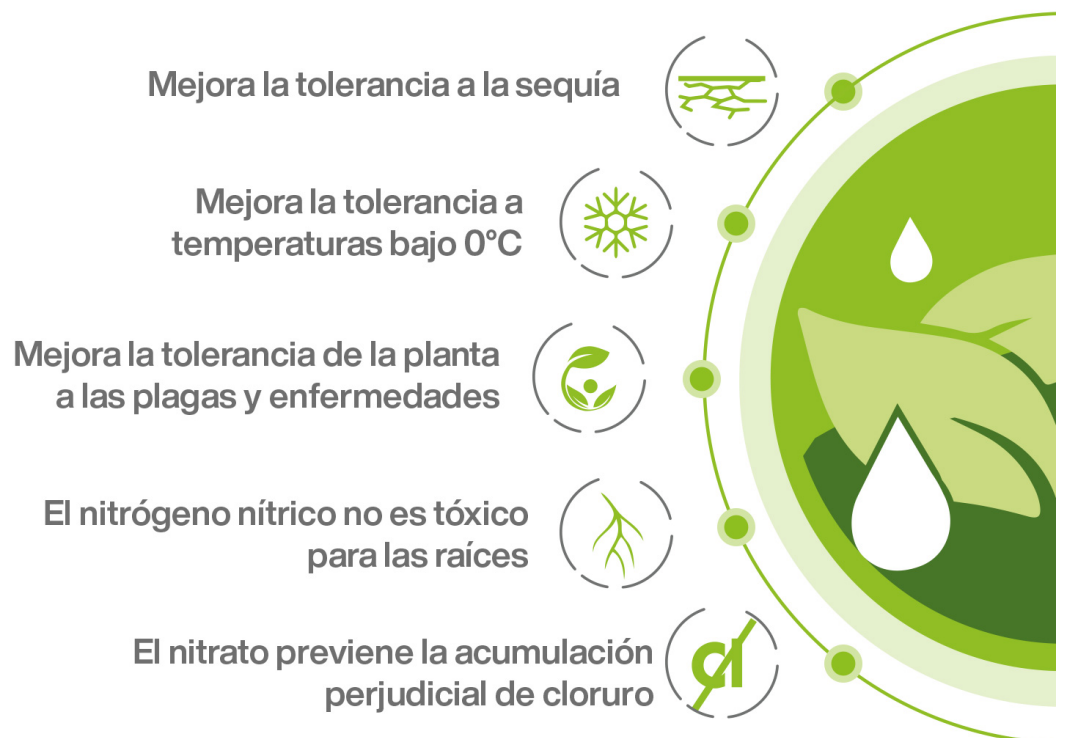 Mejora la tolerancia a la sequía
Mejora la tolerancia a
temperaturas bajo 0°C
Mejora la tolerancia de la planta
a las plagas y enfermedades
El nitrógeno nítrico no es tóxico
para las raíces
El nitrato previene la acumulación
perjudicial de cloruro
cl